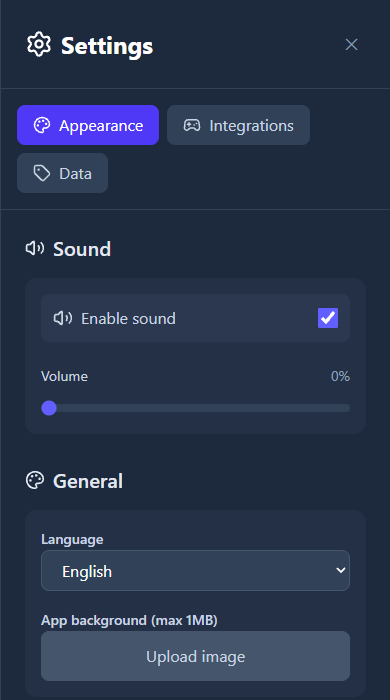 Settings
Appearance
Integrations
Data
Sound
Enable sound
Volume
0%
General
Language
English
App background (max 1MB)
Upload image